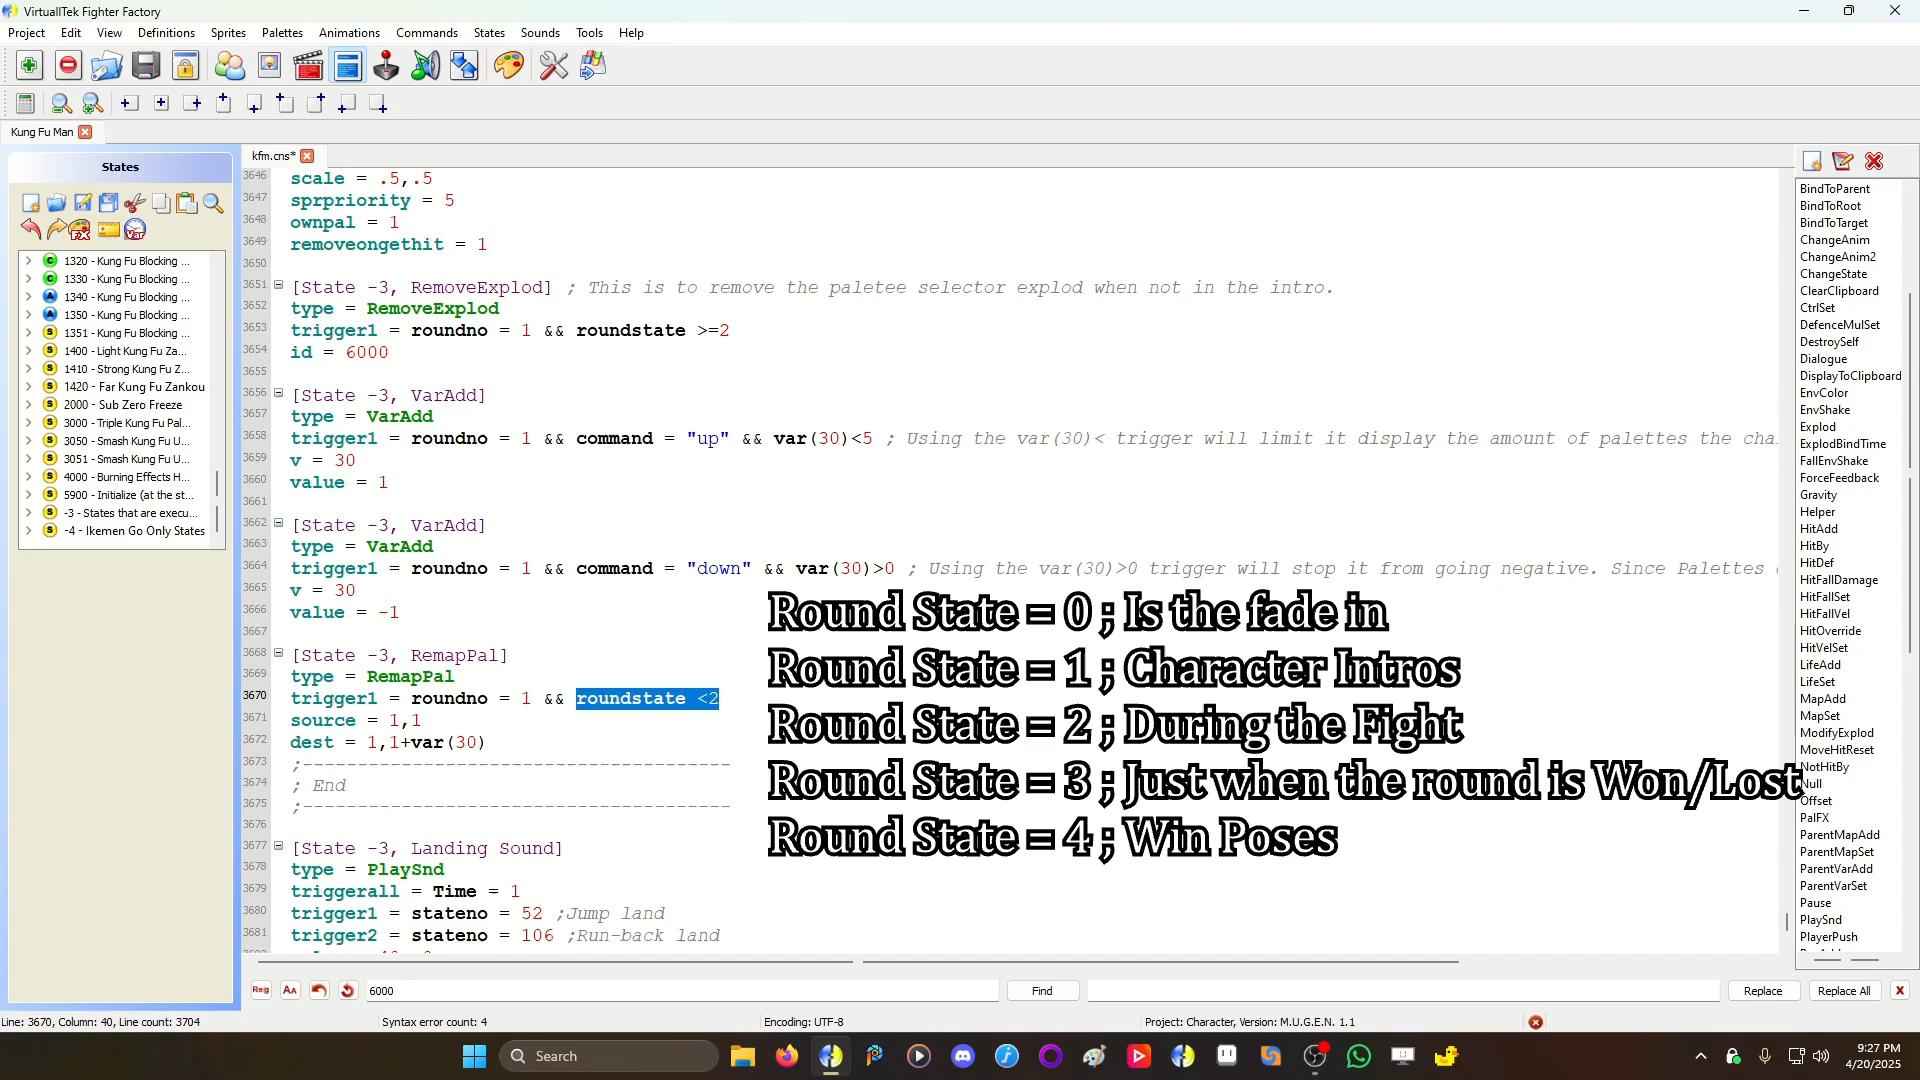 VirtuallTek Fighter Factory
Project Edit View Definitions Sprites Palettes Animations Commands States Sounds Tools Help
Kung Fu Man
States
kfm.cns*
1320 - Kung Fu Blocking ...
1330 - Kung Fu Blocking ...
1340 - Kung Fu Blocking ...
1350 - Kung Fu Blocking ...
1351 - Kung Fu Blocking ...
1400 - Light Kung Fu Za...
1410 - Strong Kung Fu Z...
1420 - Far Kung Fu Zankou
2000 - Sub Zero Freeze
3000 - Triple Kung Fu Pal...
3050 - Smash Kung Fu U...
3051 - Smash Kung Fu U...
4000 - Burning Effects H...
5900 - Initialize (at the st...
-3 - States that are execu...
-4 - Ikemen Go Only States
3646 scale = .5,.5
3647 sprpriority = 5
3648 ownpal = 1
3649 removeongethit = 1
3650
3651 [State -3, RemoveExplod] ; This is to remove the paletee selector explod when not in the intro.
3652 type = RemoveExplod
3653 trigger1 = roundno = 1 && roundstate >=2
3654 id = 6000
3655
3656 [State -3, VarAdd]
3657 type = VarAdd
3658 trigger1 = roundno = 1 && command = "up" && var(30)<5 ; Using the var(30)< trigger will limit it display the amount of palettes the cha
3659 v = 30
3660 value = 1
3661
3662 [State -3, VarAdd]
3663 type = VarAdd
3664 trigger1 = roundno = 1 && command = "down" && var(30)>0 ; Using the var(30)>0 trigger will stop it from going negative. Since Palettes
3665 v = 30
3666 value = -1
3667
3668 [State -3, RemapPal]
3669 type = RemapPal
3670 trigger1 = roundno = 1 && roundstate <2
3671 source = 1,1
3672 dest = 1,1+var(30)
3673 ;---------------------------------------
3674 ; End
3675 ;---------------------------------------
3676
3677 [State -3, Landing Sound]
3678 type = PlaySnd
3679 triggerall = Time = 1
3680 trigger1 = stateno = 52 ;Jump land
3681 trigger2 = stateno = 106 ;Run-back land
Round State = 0 ; Is the fade in
Round State = 1 ; Character Intros
Round State = 2 ; During the Fight
Round State = 3 ; Just when the round is Won/Lost
Round State = 4 ; Win Poses
BindToParent
BindToRoot
BindToTarget
ChangeAnim
ChangeAnim2
ChangeState
ClearClipboard
CtrlSet
DefenceMulSet
DestroySelf
Dialogue
DisplayToClipboard
EnvColor
EnvShake
Explod
ExplodBindTime
FallEnvShake
ForceFeedback
Gravity
Helper
HitAdd
HitBy
HitDef
HitFallDamage
HitFallSet
HitFallVel
HitOverride
HitVelSet
LifeAdd
LifeSet
MapAdd
MapSet
ModifyExplod
MoveHitReset
NotHitBy
Null
Offset
PalFX
ParentMapAdd
ParentMapSet
ParentVarAdd
ParentVarSet
Pause
PlaySnd
PlayerPush
Reg AA 6000 Find Replace Replace All
Line: 3670, Column: 40, Line count: 3704 Syntax error count: 4 Encoding: UTF-8 Project: Character, Version: M.U.G.E.N. 1.1
Search
9:27 PM
4/20/2025